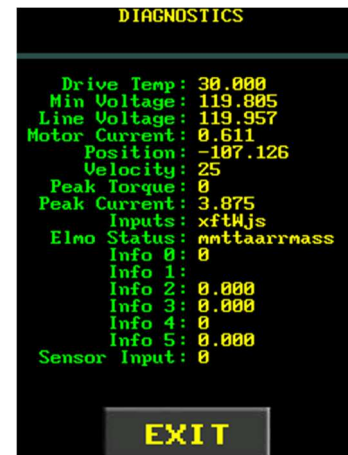 DIAGNOSTICS
Drive Temp: 30.000
Min Voltage: 119.805
Line Voltage: 119.957
Motor Current: 0.611
Position: -107.126
Velocity: 25
Peak Torque: 0
Peak Current: 3.875
Inputs: xftWjs
Elmo Status: mmttaarrmass
Info 0: 0
Info 1:
Info 2: 0.000
Info 3: 0.000
Info 4: 0
Info 5: 0.000
Sensor Input: 0
EXIT